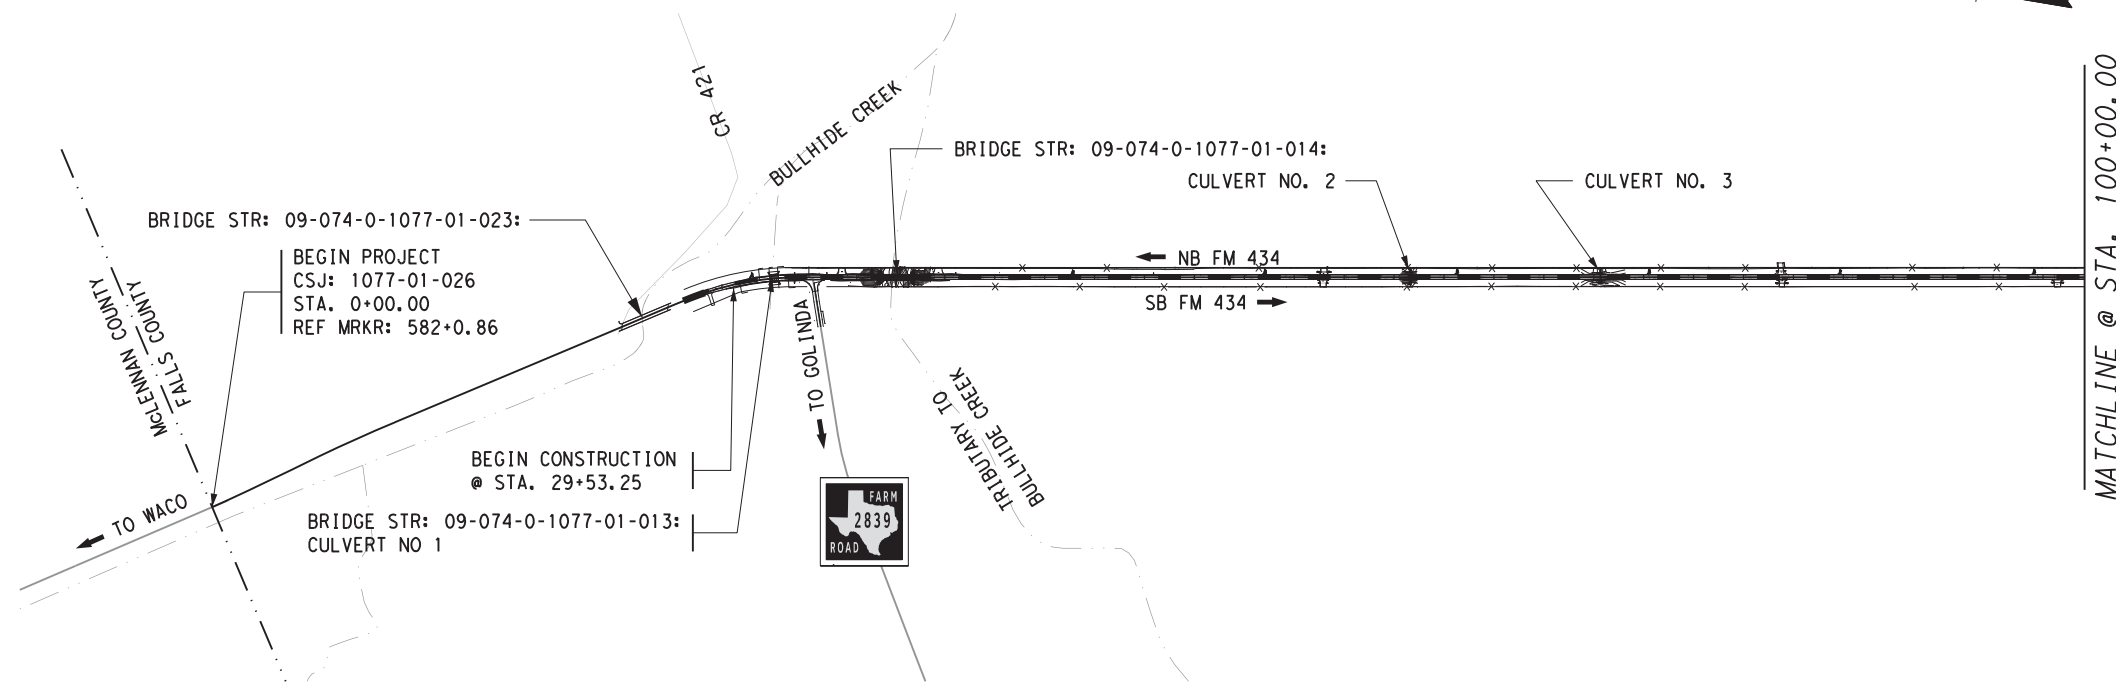 CR 421
BULLHIDE CREEK
BRIDGE STR: 09-074-0-1077-01-014:
CULVERT NO. 2
CULVERT NO. 3
BRIDGE STR: 09-074-0-1077-01-023:
BEGIN PROJECT
CSJ: 1077-01-026
STA. 0+00.00
REF MRKR: 582+0.86
NB FM 434
SB FM 434
McLENNAN COUNTY
FALLS COUNTY
TO GOLINDA
TRIBUTARY TO
BULLHIDE CREEK
BEGIN CONSTRUCTION
@ STA. 29+53.25
TO WACO
BRIDGE STR: 09-074-0-1077-01-013:
CULVERT NO 1
FARM
2839
ROAD
MATCHLINE @ STA. 100+00.00